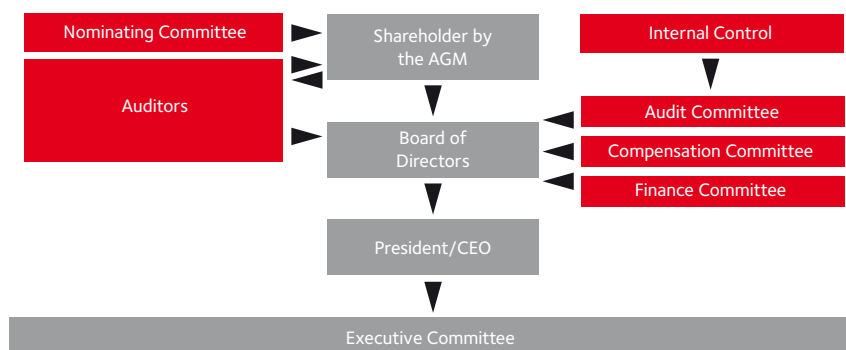 Nominating Committee
Shareholder by
the AGM
Internal Control
Auditors
Audit Committee
Board of
Directors
Compensation Committee
Finance Committee
President/CEO
Executive Committee